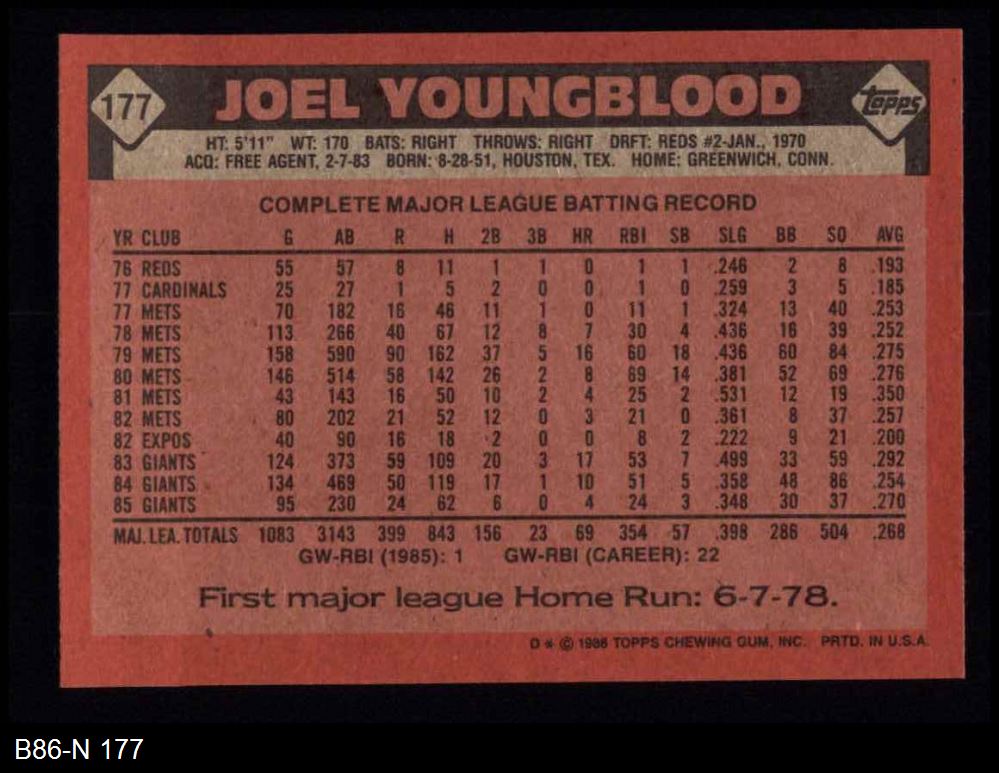 177 JOEL YOUNGBLOOD Topps
HT: 5'11" WT: 170 BATS: RIGHT THROWS: RIGHT DRFT: REDS #2-JAN., 1970
ACQ: FREE AGENT, 2-7-83 BORN: 8-28-51, HOUSTON, TEX. HOME: GREENWICH, CONN.
COMPLETE MAJOR LEAGUE BATTING RECORD
YR CLUB G AB R H 2B 3B HR RBI SB SLG BB SO AVG
76 REDS 55 57 8 11 1 1 0 1 1 .246 2 8 .193
77 CARDINALS 25 27 1 5 2 0 0 1 0 .259 3 5 .185
77 METS 70 182 16 46 11 1 0 11 1 .324 13 40 .253
78 METS 113 266 40 67 12 8 7 30 4 .436 16 39 .252
79 METS 158 590 90 162 37 5 16 60 18 .436 60 84 .275
80 METS 146 514 58 142 26 2 8 69 14 .381 52 69 .276
81 METS 43 143 16 50 10 2 4 25 2 .531 12 19 .350
82 METS 80 202 21 52 12 0 3 21 0 .361 8 37 .257
82 EXPOS 40 90 16 18 2 0 0 8 2 .222 9 21 .200
83 GIANTS 124 373 59 109 20 3 17 53 7 .499 33 59 .292
84 GIANTS 134 469 50 119 17 1 10 51 5 .358 48 86 .254
85 GIANTS 95 230 24 62 6 0 4 24 3 .348 30 37 .270
MAJ. LEA. TOTALS 1083 3143 399 843 156 23 69 354 57 .398 286 504 .268
GW-RBI (1985): 1 GW-RBI (CAREER): 22
First major league Home Run: 6-7-78.
D * © 1986 TOPPS CHEWING GUM, INC. PRTD. IN U.S.A.
B86-N 177